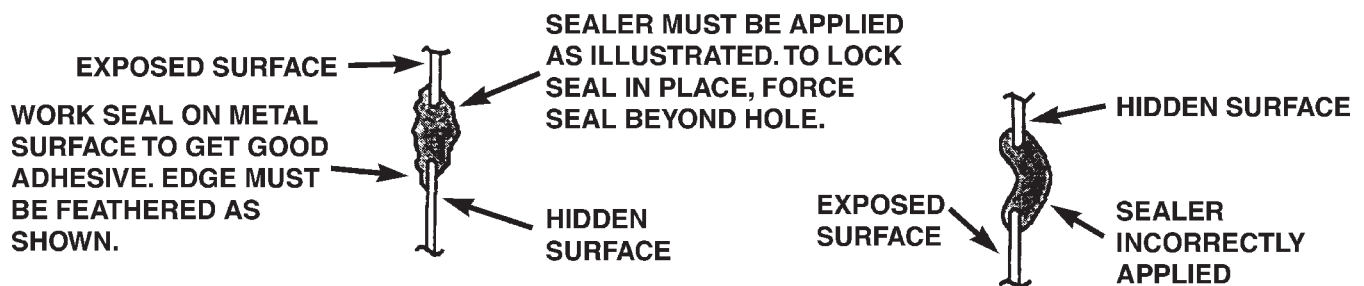 EXPOSED SURFACE
WORK SEAL ON METAL
SURFACE TO GET GOOD
ADHESIVE. EDGE MUST
BE FEATHERED AS
SHOWN.
SEALER MUST BE APPLIED
AS ILLUSTRATED. TO LOCK
SEAL IN PLACE, FORCE
SEAL BEYOND HOLE.
HIDDEN
SURFACE
HIDDEN SURFACE
EXPOSED
SURFACE
SEALER
INCORRECTLY
APPLIED